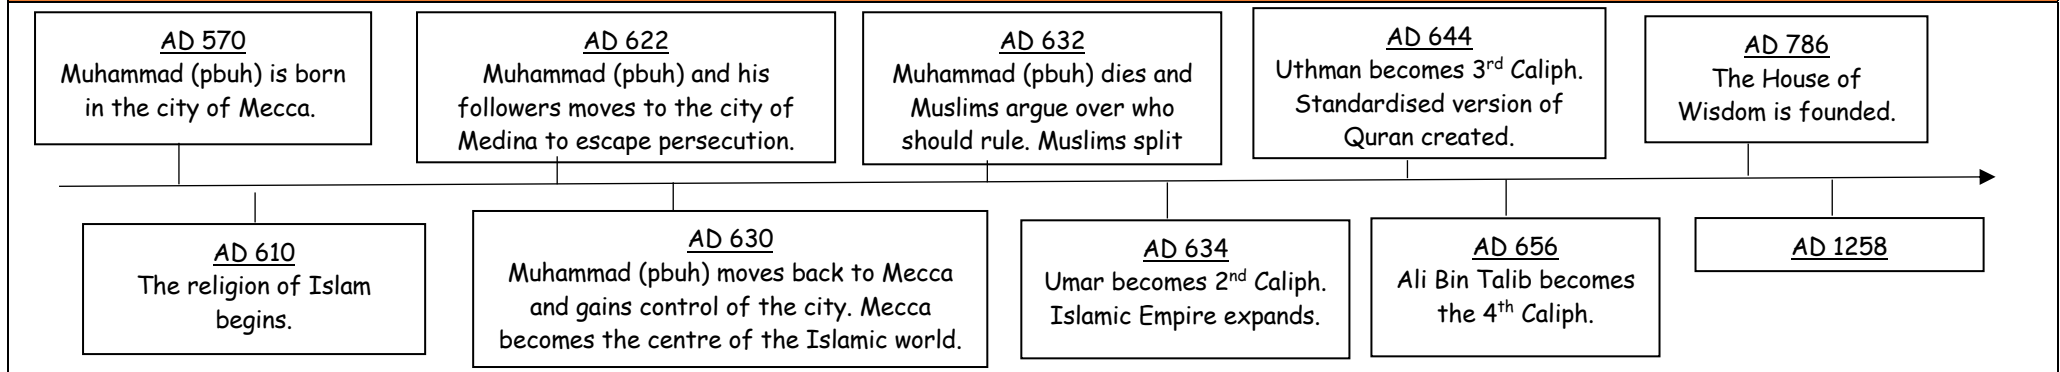 AD 570
Muhammad (pbuh) is born
in the city of Mecca.
AD 622
Muhammad (pbuh) and his
followers moves to the city of
Medina to escape persecution.
AD 632
Muhammad (pbuh) dies and
Muslims argue over who
should rule. Muslims split
AD 644
Uthman becomes 3rd Caliph.
Standardised version of
Quran created.
AD 786
The House of
Wisdom is founded.
AD 610
The religion of Islam
begins.
AD 630
Muhammad (pbuh) moves back to Mecca
and gains control of the city. Mecca
becomes the centre of the Islamic world.
AD 634
Umar becomes 2nd Caliph.
Islamic Empire expands.
AD 656
Ali Bin Talib becomes
the 4th Caliph.
AD 1258